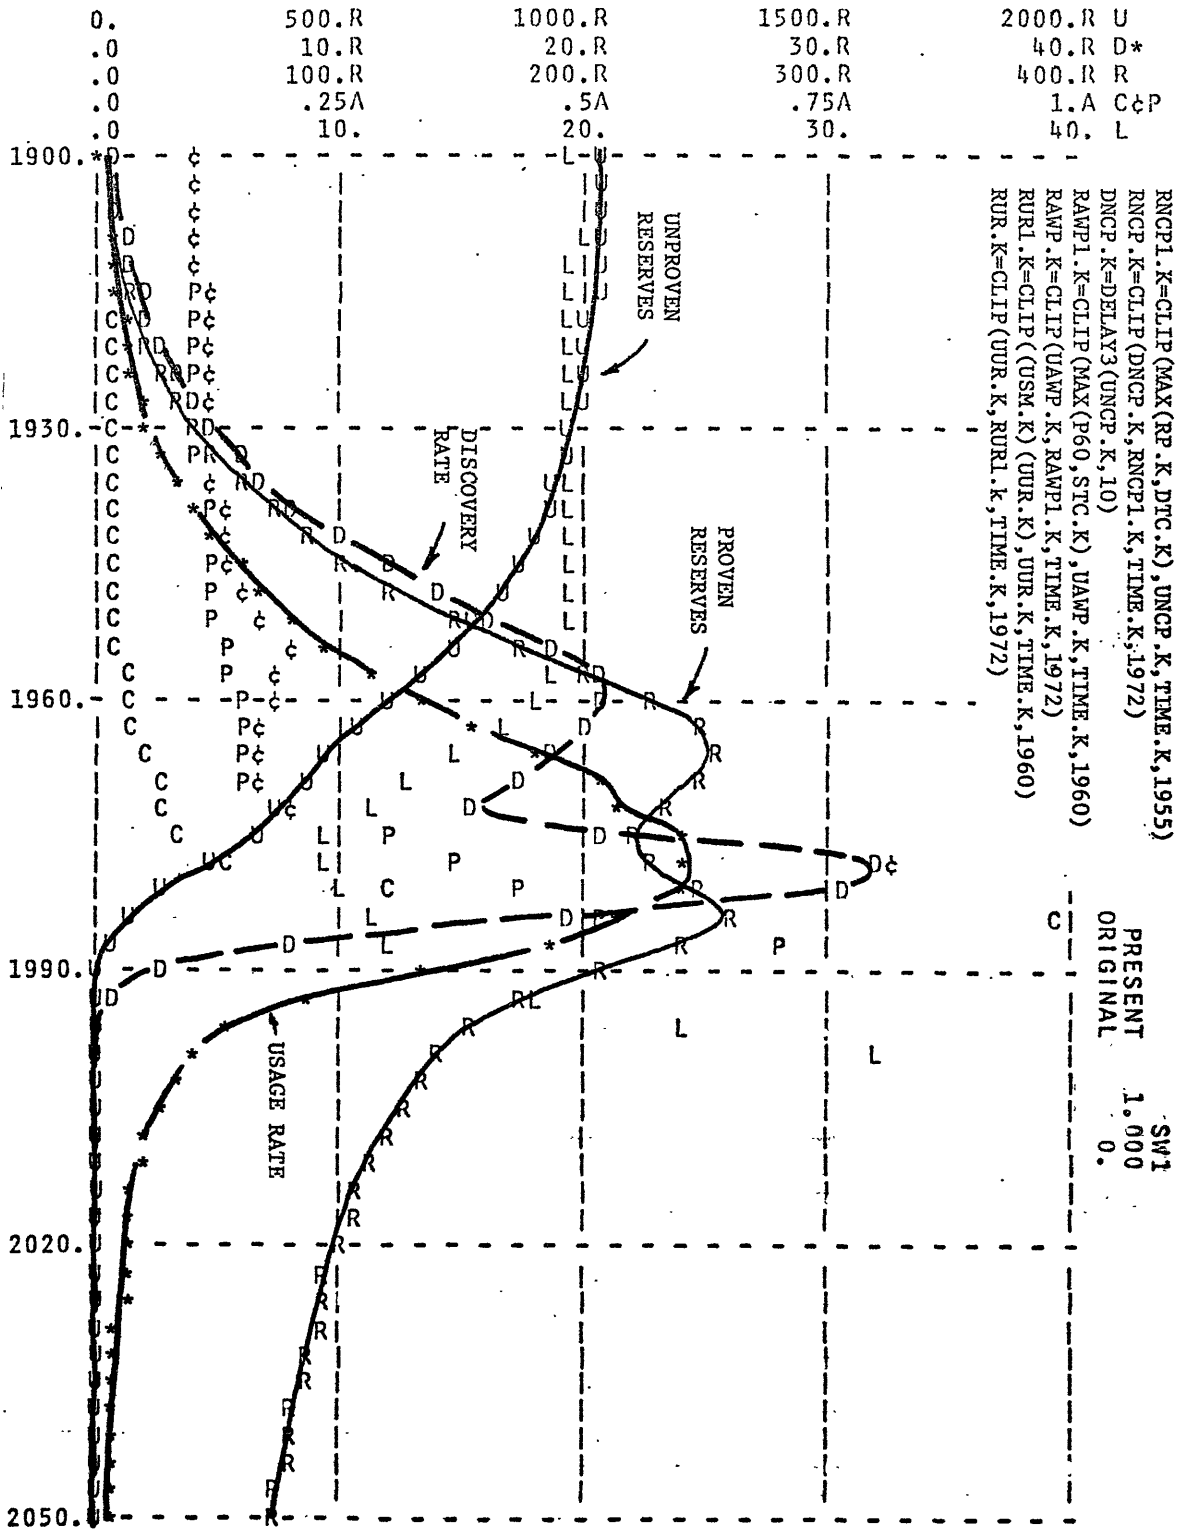 0. 500.R 1000.R 1500.R 2000.R U
.0 10.R 20.R 30.R 40.R D*
.0 100.R 200.R 300.R 400.R R
.0 .25A .5A .75A 1.A C¢P
.0 10. 20. 30. 40. L
1900.
1930.
1960.
1990.
2020.
2050.
UNPROVEN
RESERVES
DISCOVERY
RATE
PROVEN
RESERVES
USAGE RATE
RNCP1.K=CLIP(MAX(RP.K,DTC.K),UNCP.K,TIME.K,1955)
RNCP.K=CLIP(DNCP.K,RNCP1.K,TIME.K,1972)
DNCP.K=DELAY3(UNCP.K,10)
RAWP1.K=CLIP(MAX(P60,STC.K),UAWP.K,TIME.K,1960)
RAWP.K=CLIP(UAWP.K,RAWP1.K,TIME.K,1972)
RUR1.K=CLIP((USM.K)(UUR.K),UUR.K,TIME.K,1960)
RUR.K=CLIP(UUR.K,RUR1.k,TIME.K,1972)
SW1
PRESENT 1.000
ORIGINAL 0.